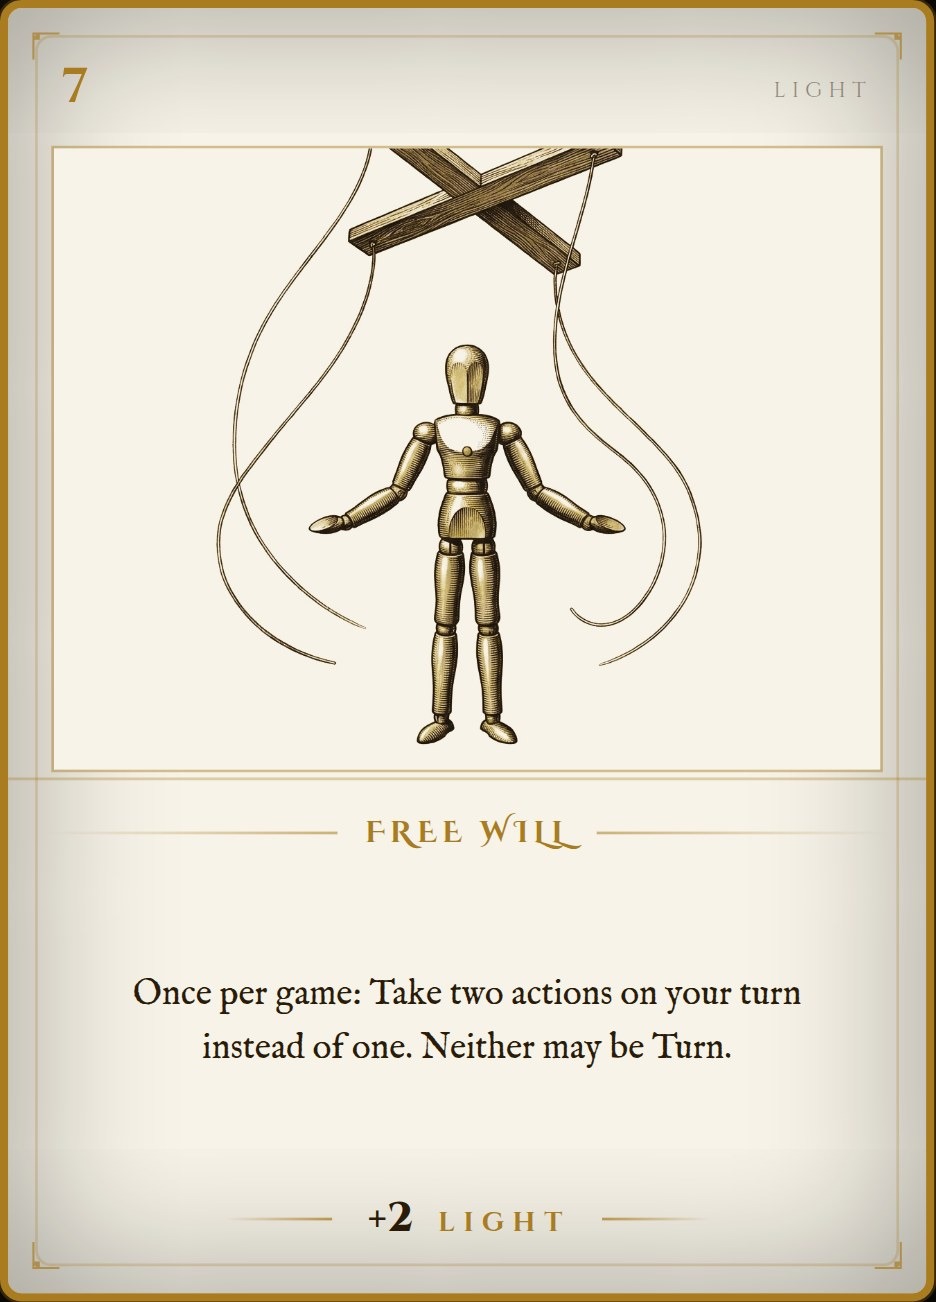 7
LIGHT
FREE WILL
Once per game: Take two actions on your turn
instead of one. Neither may be Turn.
+2 LIGHT